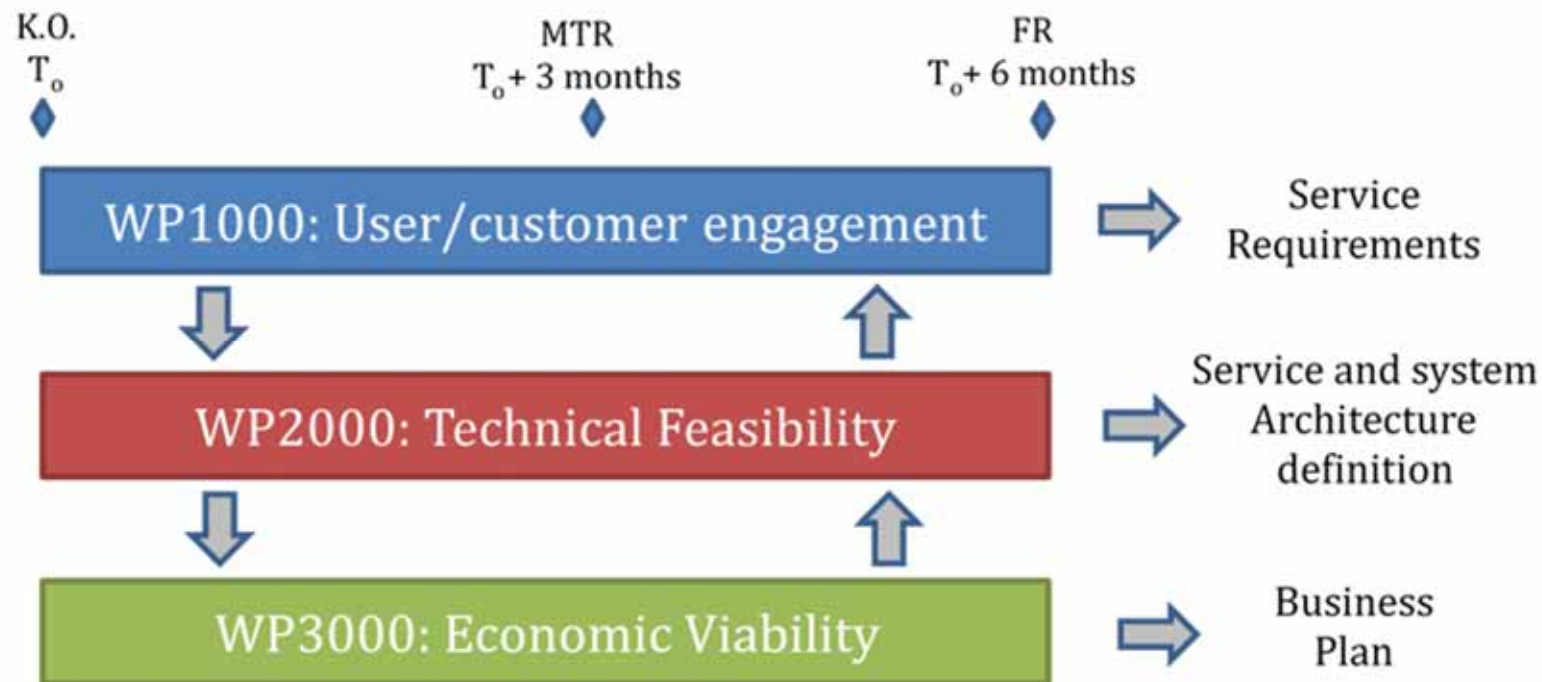 K.O.
Tₒ
MTR
Tₒ+ 3 months
FR
Tₒ+ 6 months
WP1000: User/customer engagement
Service
Requirements
WP2000: Technical Feasibility
Service and system
Architecture
definition
WP3000: Economic Viability
Business
Plan